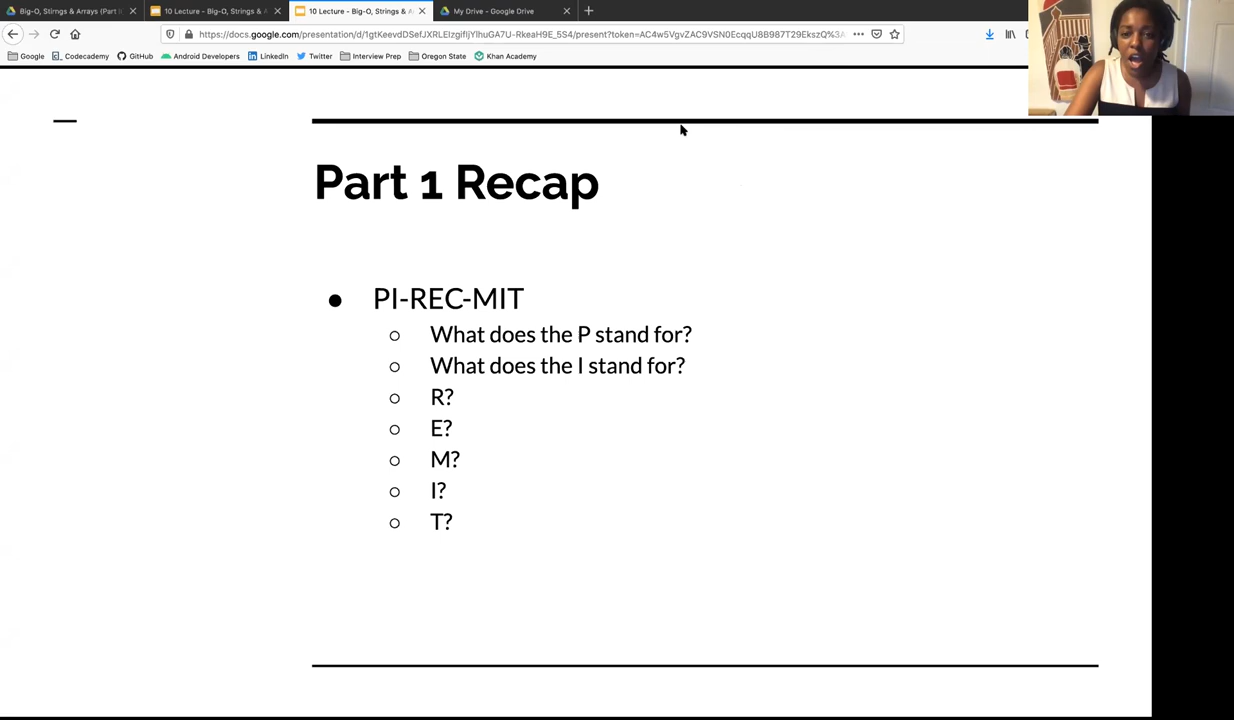 Big-O, Stirngs & Arrays (Part I
10 Lecture - Big-O, Strings & A
10 Lecture - Big-O, Strings & A
My Drive - Google Drive
Google
Codecademy
GitHub
Android Developers
LinkedIn
Twitter
Interview Prep
Oregon State
Khan Academy
Part 1 Recap
● PI-REC-MIT
○ What does the P stand for?
○ What does the I stand for?
○ R?
○ E?
○ M?
○ I?
○ T?